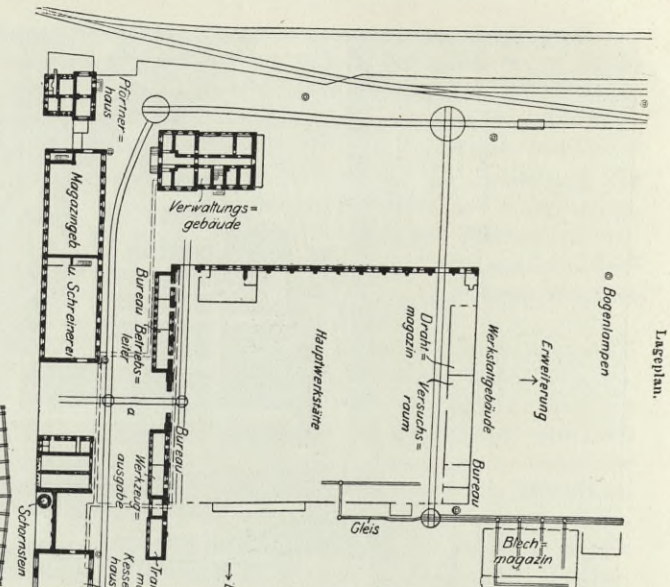 Pförtner=
haus
Verwaltungs=
gebäude
Magazingeb.
u. Schreinerei
Bureau Betriebs=
leiter
Hauptwerkstätte
Draht=
magazin
Versuchs=
raum
Werkstattgebäude
Erweiterung
Bogenlampen
Lageplan.
a
Bureau
Werkzeug=
ausgabe
Bureau
Gleis
Blech=
magazin
Schornstein
haus